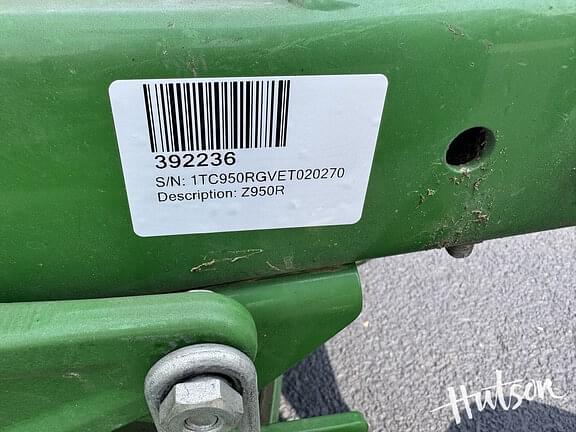 392236
S/N: 1TC950RGVET020270
Description: Z950R
Hutson